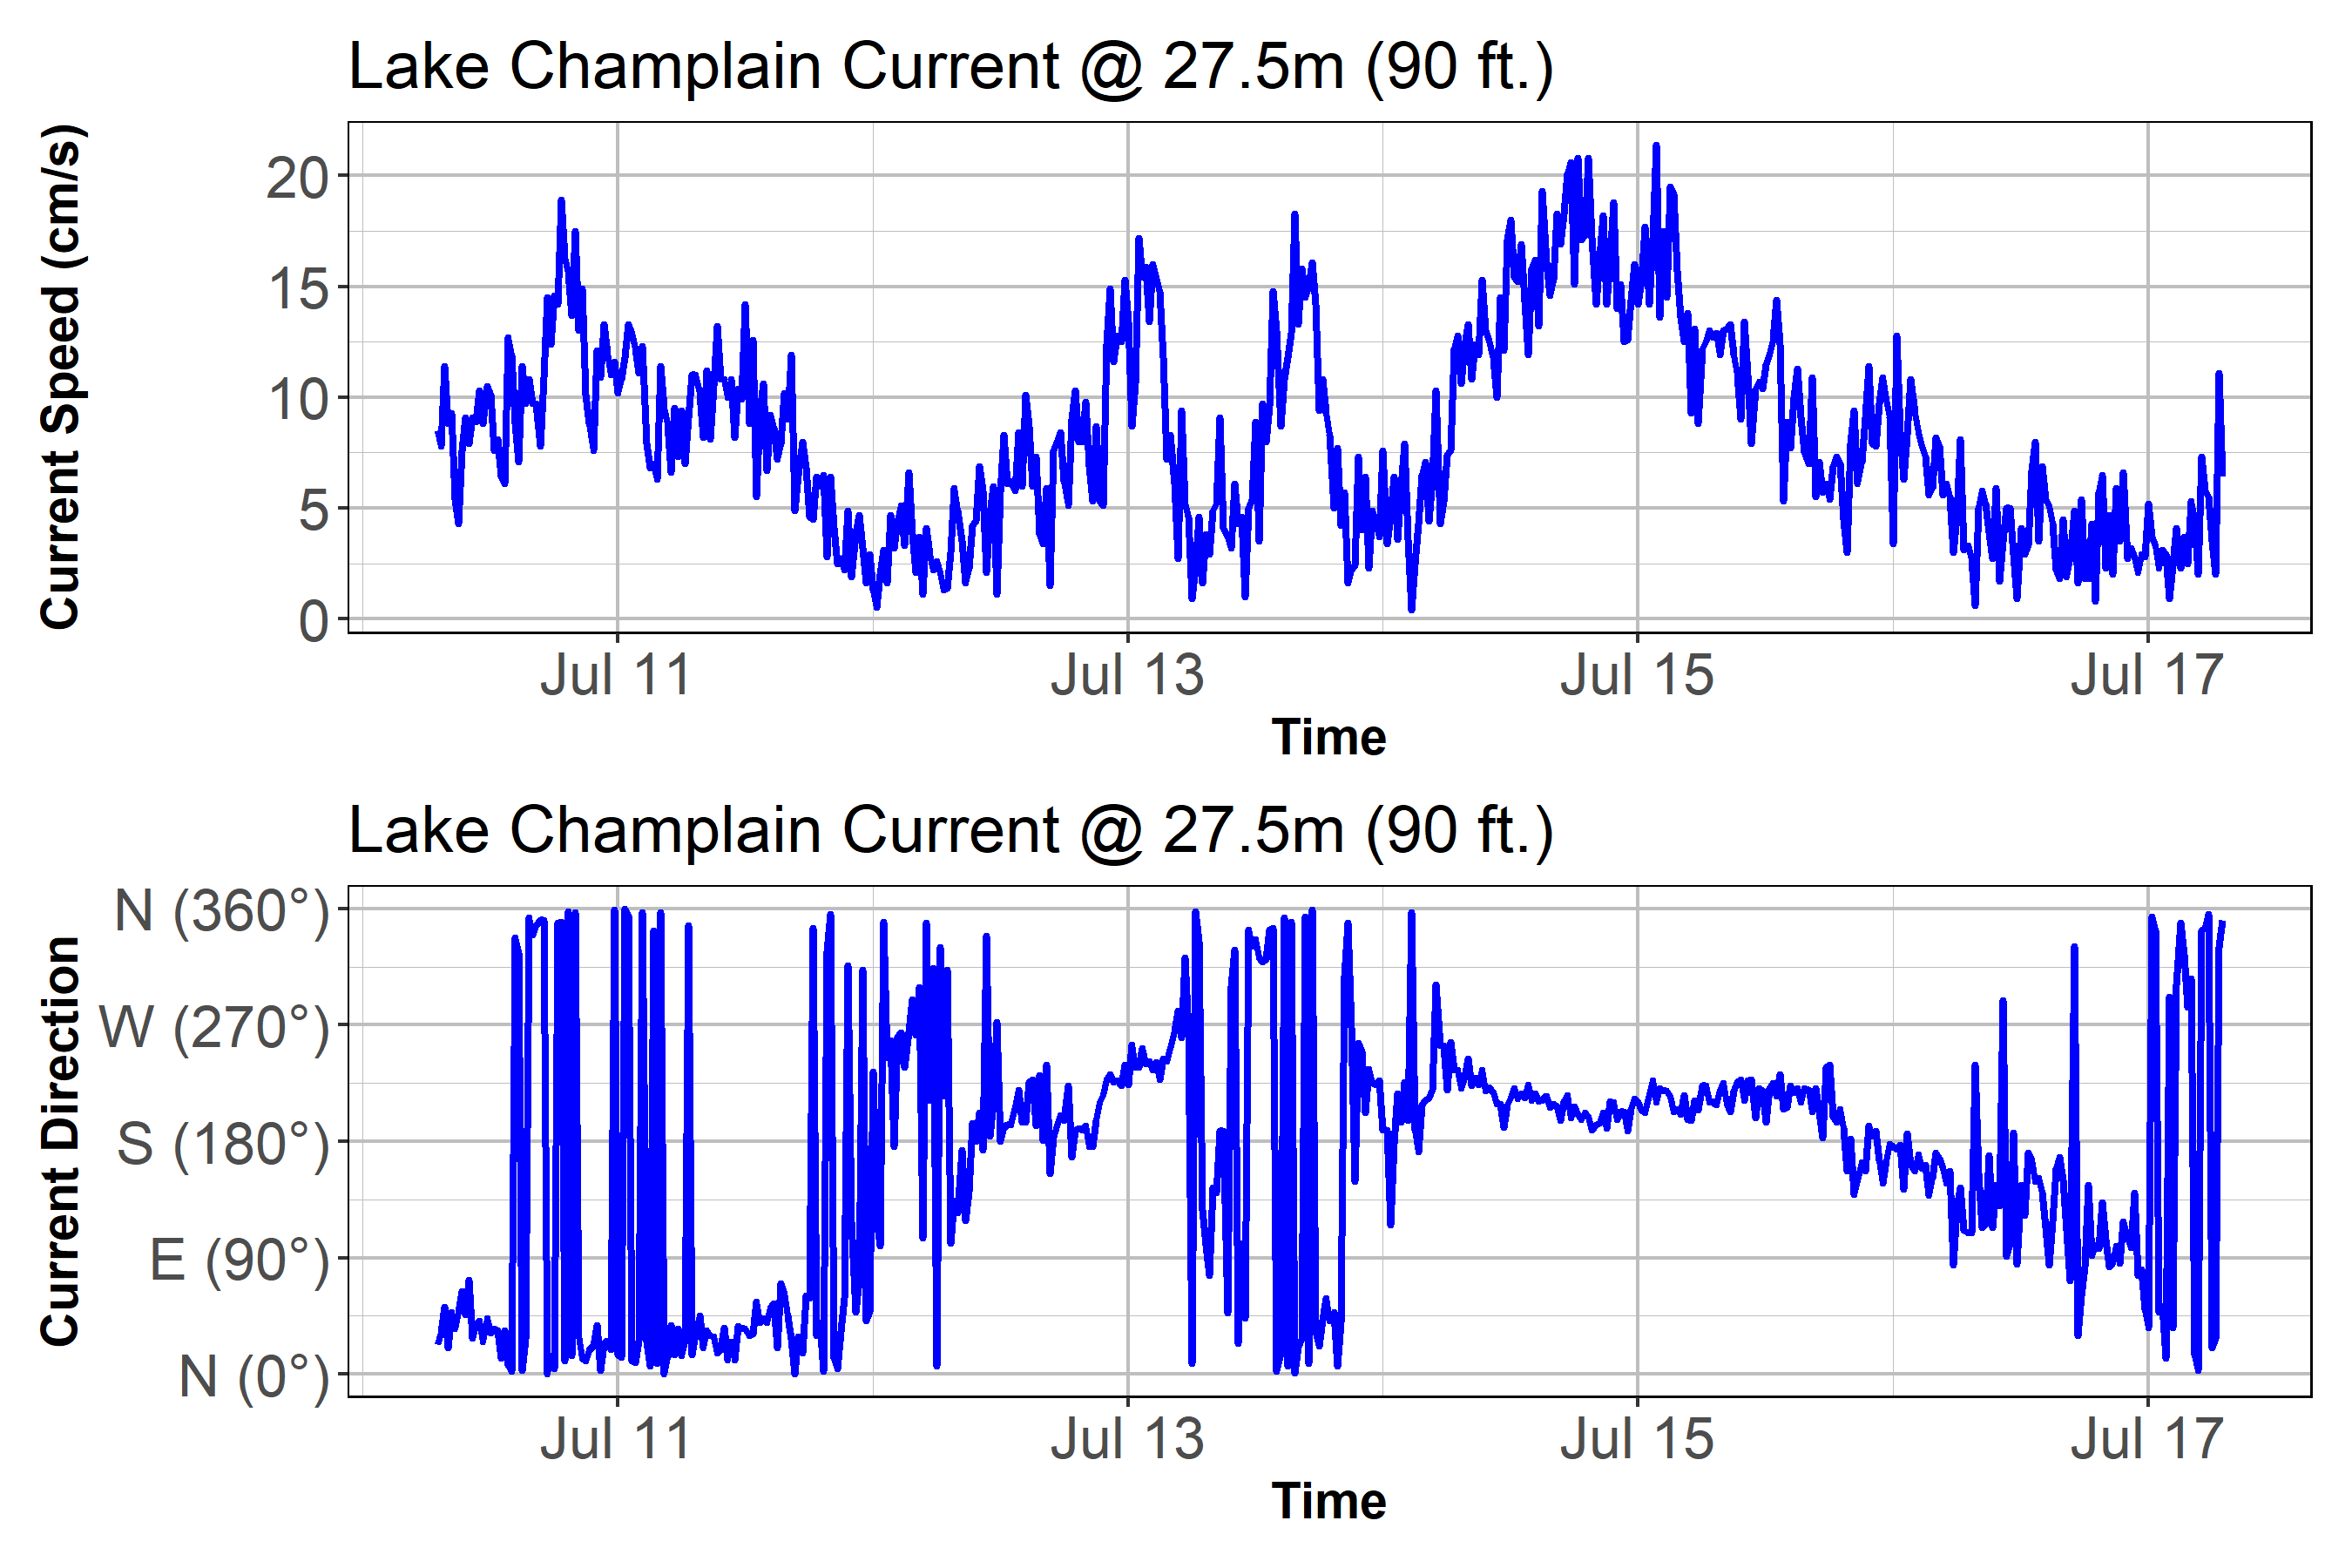 Lake Champlain Current @ 27.5m (90 ft.)
Current Speed (cm/s)
20
15
10
5
0
Jul 11 Jul 13 Jul 15 Jul 17
Time
Lake Champlain Current @ 27.5m (90 ft.)
Current Direction
N (360°)
W (270°)
S (180°)
E (90°)
N (0°)
Jul 11 Jul 13 Jul 15 Jul 17
Time